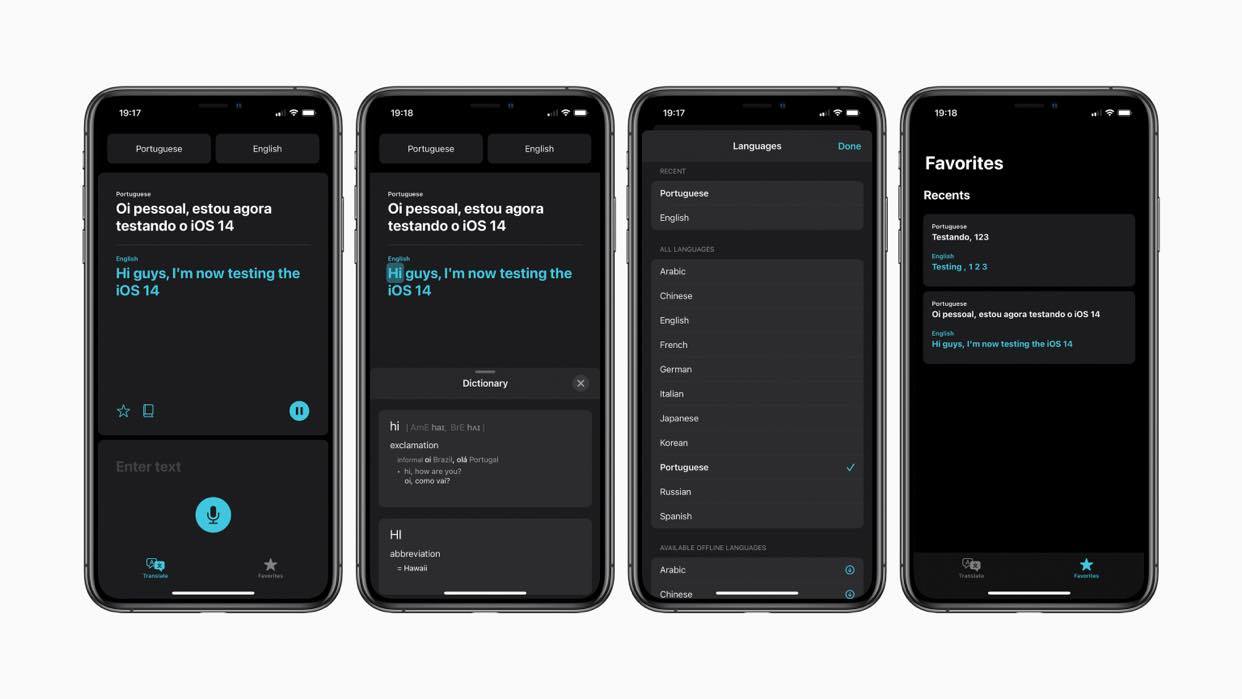 19:17
Portuguese English
Portuguese
Oi pessoal, estou agora
testando o iOS 14
English
Hi guys, I'm now testing the
iOS 14
Enter text
Translate Favorites
19:18
Portuguese English
Portuguese
Oi pessoal, estou agora
testando o iOS 14
English
Hi guys, I'm now testing the
iOS 14
Dictionary
hi | AmE haɪ, BrE hʌɪ |
exclamation
informal oi Brazil, olá Portugal
• hi, how are you?
oi, como vai?
HI
abbreviation
= Hawaii
19:17
Languages Done
RECENT
Portuguese
English
ALL LANGUAGES
Arabic
Chinese
English
French
German
Italian
Japanese
Korean
Portuguese
Russian
Spanish
AVAILABLE OFFLINE LANGUAGES
Arabic
Chinese
19:18
Favorites
Recents
Portuguese
Testando, 123
English
Testing , 1 2 3
Portuguese
Oi pessoal, estou agora testando o iOS 14
English
Hi guys, I'm now testing the iOS 14
Translate Favorites